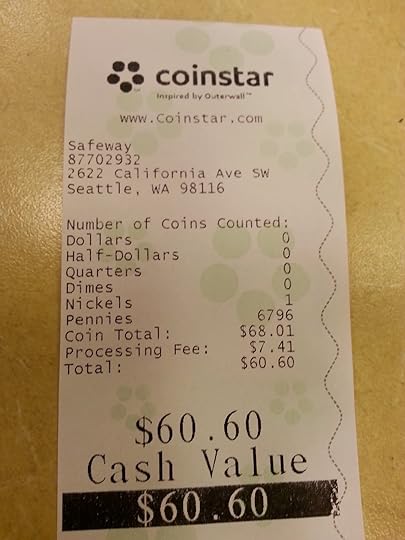 coinstar
Inspired by Outerwall™
www.Coinstar.com
Safeway
87702932
2622 California Ave SW
Seattle, WA 98116
Number of Coins Counted:
Dollars 0
Half-Dollars 0
Quarters 0
Dimes 0
Nickels 1
Pennies 6796
Coin Total: $68.01
Processing Fee: $7.41
Total: $60.60
$60.60
Cash Value
$60.60